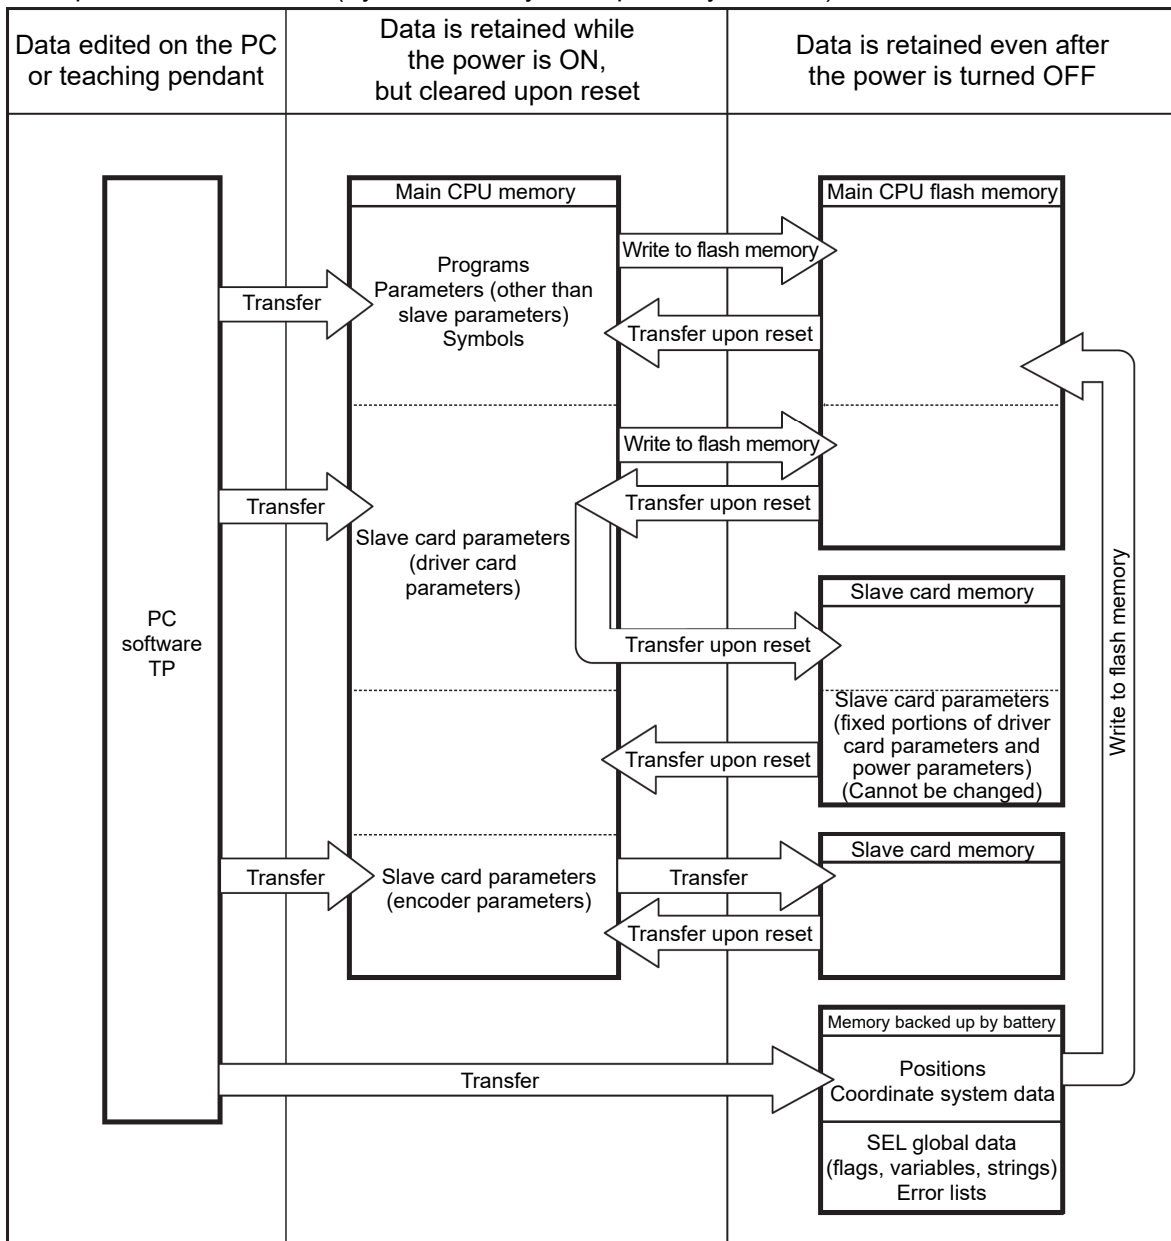 Data edited on the PC
or teaching pendant
Data is retained while
the power is ON,
but cleared upon reset
Data is retained even after
the power is turned OFF
PC
software
TP
Transfer
Transfer
Transfer
Transfer
Main CPU memory
Programs
Parameters (other than
slave parameters)
Symbols
Slave card parameters
(driver card
parameters)
Slave card parameters
(encoder parameters)
Write to flash memory
Transfer upon reset
Write to flash memory
Transfer upon reset
Transfer upon reset
Transfer upon reset
Transfer
Transfer upon reset
Main CPU flash memory
Slave card memory
Slave card parameters
(fixed portions of driver
card parameters and
power parameters)
(Cannot be changed)
Slave card memory
Memory backed up by battery
Positions
Coordinate system data
SEL global data
(flags, variables, strings)
Error lists
Write to flash memory